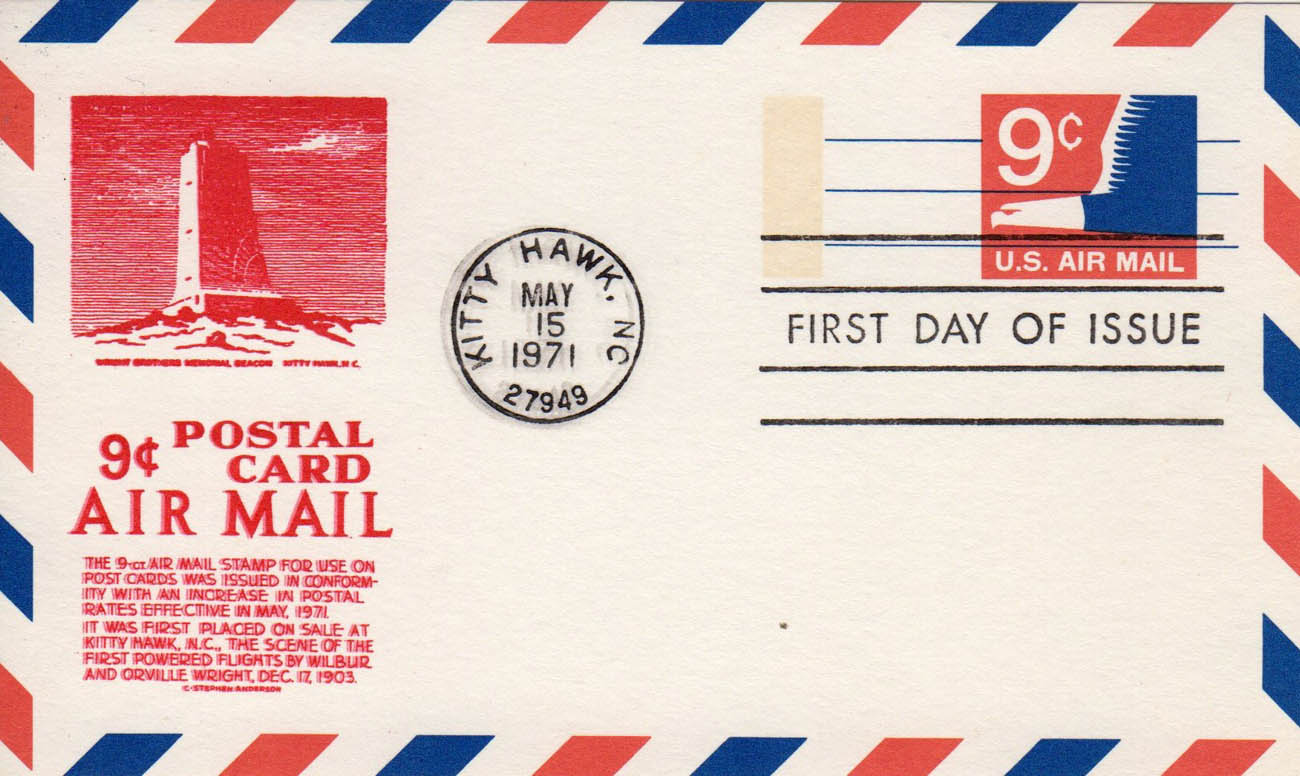 WRIGHT BROTHERS MEMORIAL BEACON KITTY HAWK, N.C.
9¢ POSTAL
CARD
AIR MAIL
THE 9-CT. AIR MAIL STAMP FOR USE ON
POST CARDS WAS ISSUED IN CONFORM-
ITY WITH AN INCREASE IN POSTAL
RATES EFFECTIVE IN MAY, 1971.
IT WAS FIRST PLACED ON SALE AT
KITTY HAWK, N.C., THE SCENE OF THE
FIRST POWERED FLIGHTS BY WILBUR
AND ORVILLE WRIGHT, DEC. 17, 1903.
C. STEPHEN ANDERSON
KITTY HAWK, NC
MAY
15
1971
27949
9¢
U.S. AIR MAIL
FIRST DAY OF ISSUE